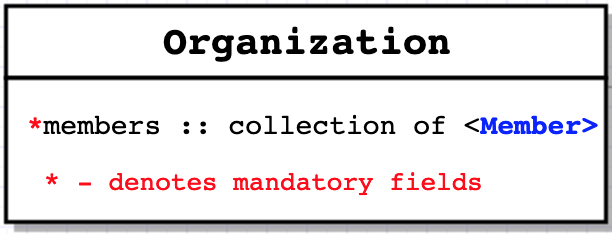 Organization
*members :: collection of <Member>
* - denotes mandatory fields